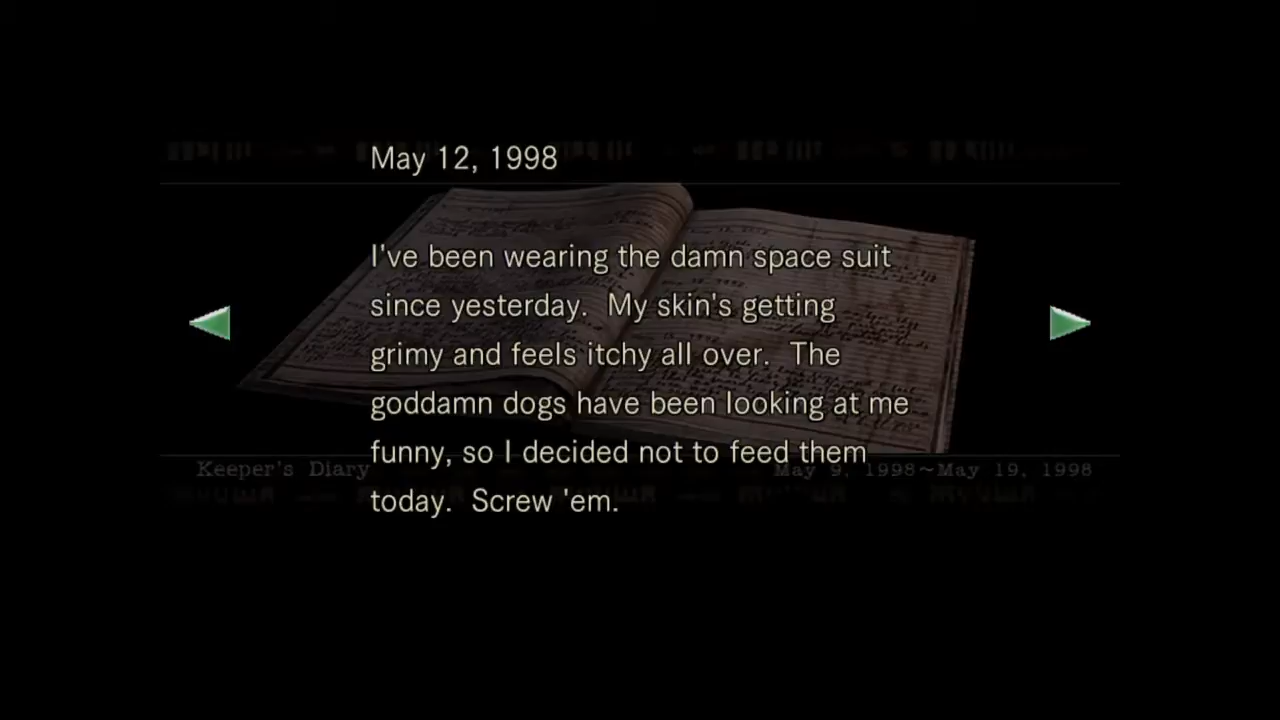 May 12, 1998
I've been wearing the damn space suit
since yesterday.  My skin's getting
grimy and feels itchy all over.  The
goddamn dogs have been looking at me
funny, so I decided not to feed them
today.  Screw 'em.
Keeper's Diary
May 9, 1998~May 19, 1998